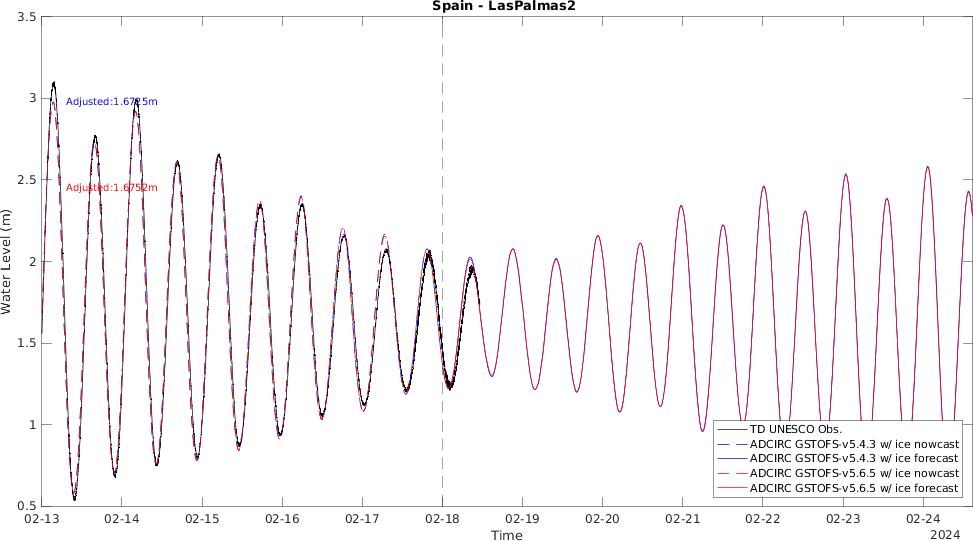 Spain - LasPalmas2
3.5
3
2.5
2
1.5
1
0.5
Water Level (m)
Adjusted:1.6725m
Adjusted:1.6752m
TD UNESCO Obs.
ADCIRC GSTOFS-v5.4.3 w/ ice nowcast
ADCIRC GSTOFS-v5.4.3 w/ ice forecast
ADCIRC GSTOFS-v5.6.5 w/ ice nowcast
ADCIRC GSTOFS-v5.6.5 w/ ice forecast
02-13 02-14 02-15 02-16 02-17 02-18 02-19 02-20 02-21 02-22 02-23 02-24
Time
2024